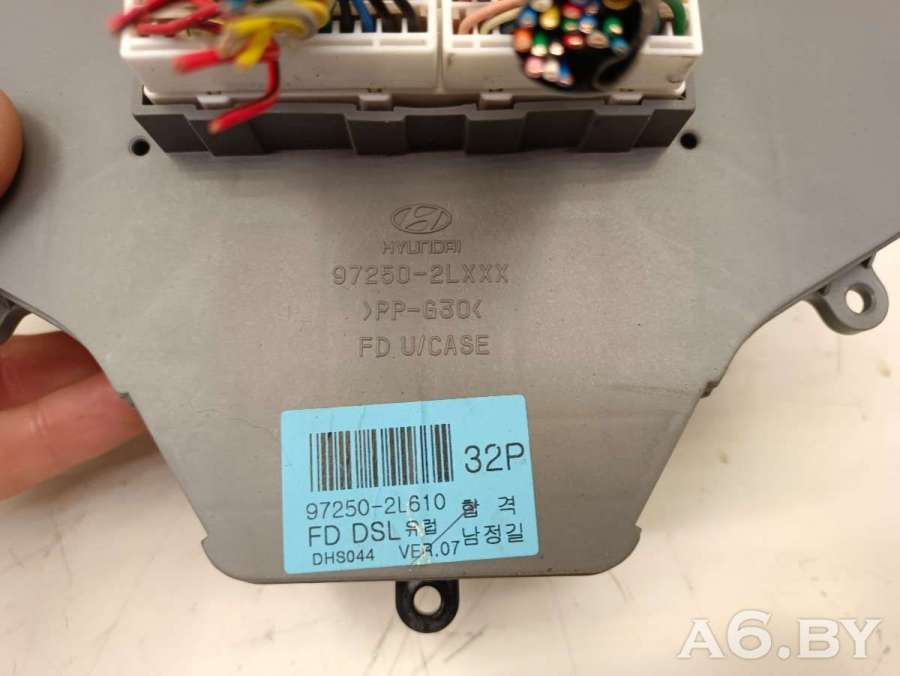 HYUNDAI
97250-2LXXX
>PP-G30<
FD U/CASE
32P
97250-2L610 합 격
FD DSL 유럽 남정길
DHS044 VER.07
A6.BY